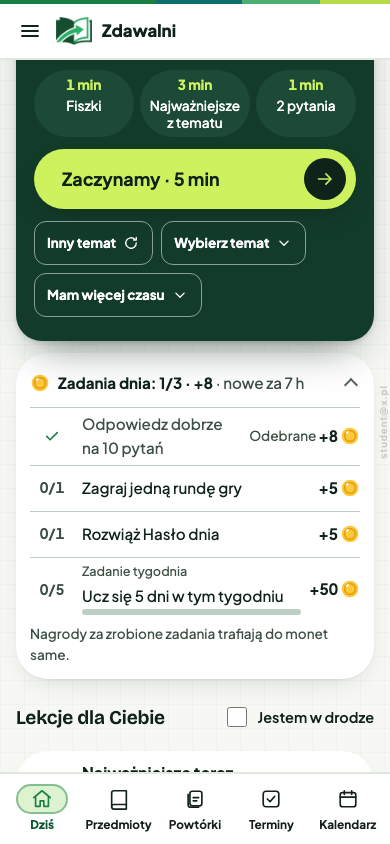 Zdawalni
1 min
Fiszki
3 min
Najważniejsze
z tematu
1 min
2 pytania
Zaczynamy · 5 min
Inny temat
Wybierz temat
Mam więcej czasu
Zadania dnia: 1/3 · +8 · nowe za 7 h
Odpowiedz dobrze
na 10 pytań
Odebrane +8
0/1 Zagraj jedną rundę gry +5
0/1 Rozwiąż Hasło dnia +5
Zadanie tygodnia
0/5 Ucz się 5 dni w tym tygodniu +50
Nagrody za zrobione zadania trafiają do monet
same.
student@x.pl
Lekcje dla Ciebie
Jestem w drodze
Najważniejsze teraz
Dziś
Przedmioty
Powtórki
Terminy
Kalendarz